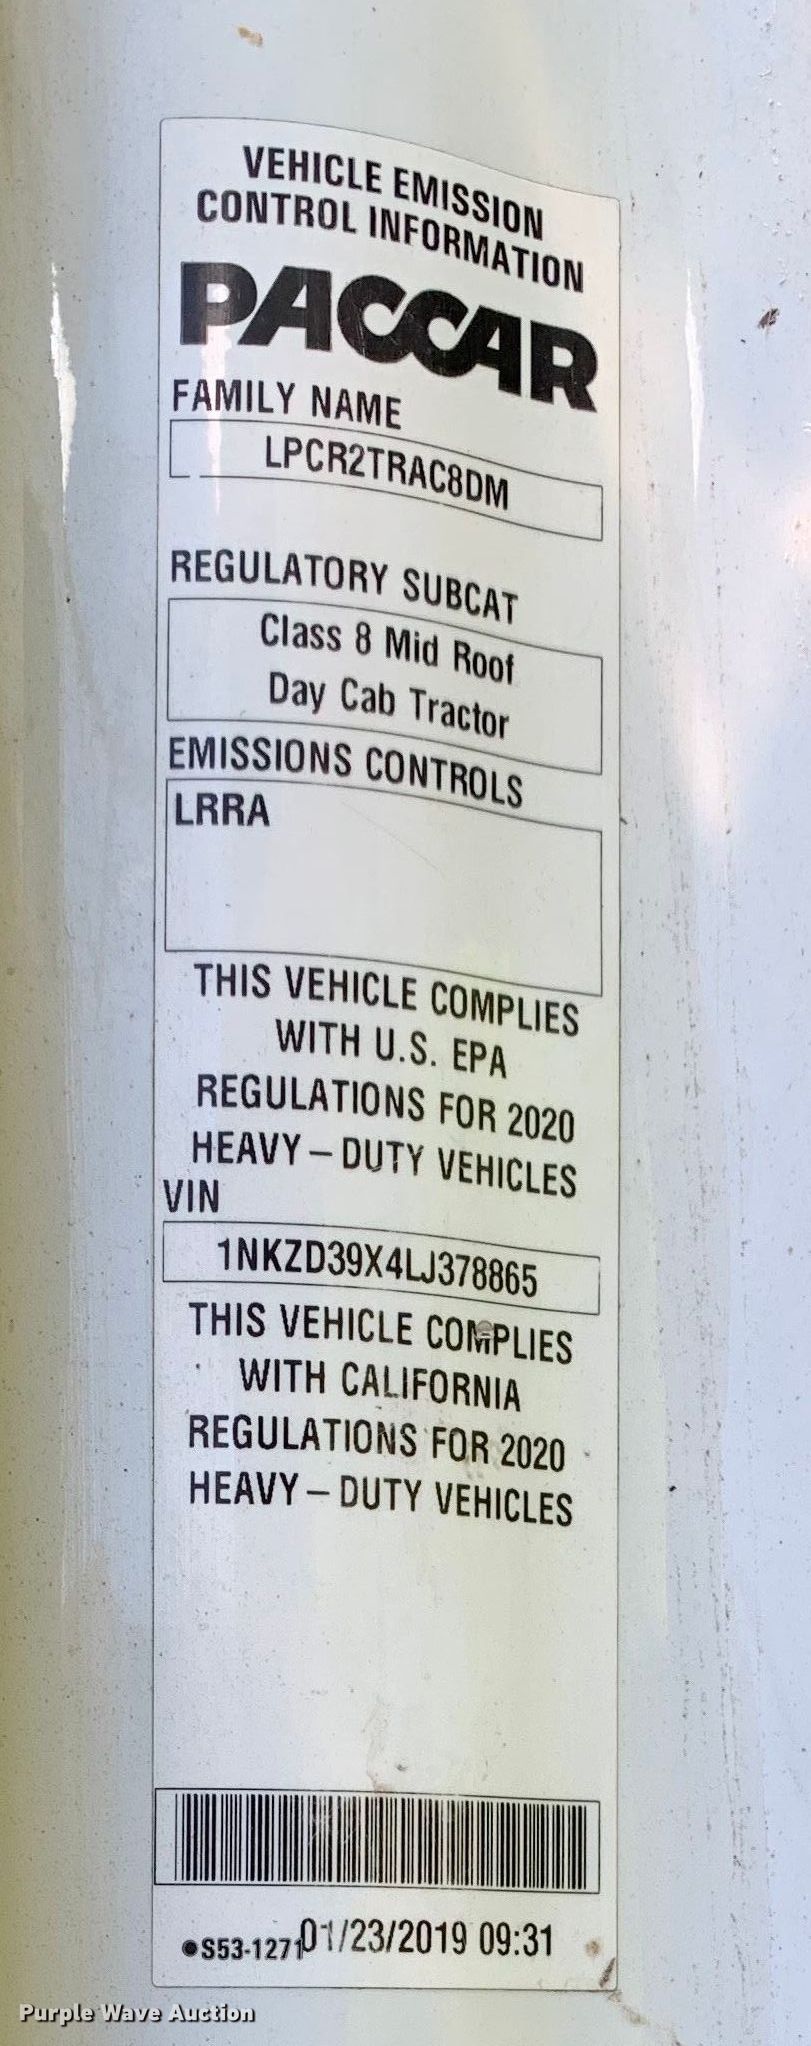 VEHICLE EMISSION
CONTROL INFORMATION
PACCAR
FAMILY NAME
LPCR2TRAC8DM
REGULATORY SUBCAT
Class 8 Mid Roof
Day Cab Tractor
EMISSIONS CONTROLS
LRRA
THIS VEHICLE COMPLIES
WITH U.S. EPA
REGULATIONS FOR 2020
HEAVY – DUTY VEHICLES
VIN
1NKZD39X4LJ378865
THIS VEHICLE COMPLIES
WITH CALIFORNIA
REGULATIONS FOR 2020
HEAVY – DUTY VEHICLES
●S53-1271 01/23/2019 09:31
Purple Wave Auction